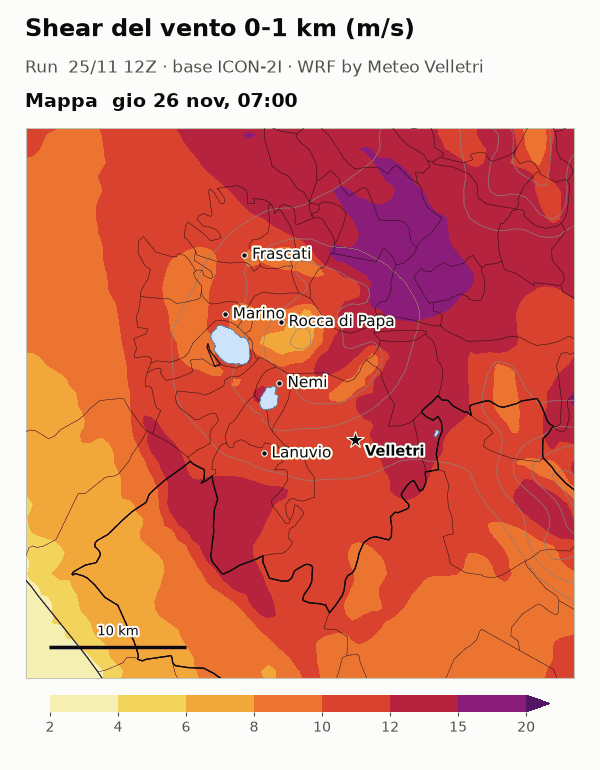 Shear del vento 0-1 km (m/s)
Run  25/11 12Z · base ICON-2I · WRF by Meteo Velletri
Mappa  gio 26 nov, 07:00
Frascati
Marino
Rocca di Papa
Nemi
Velletri
Lanuvio
10 km
2 4 6 8 10 12 15 20